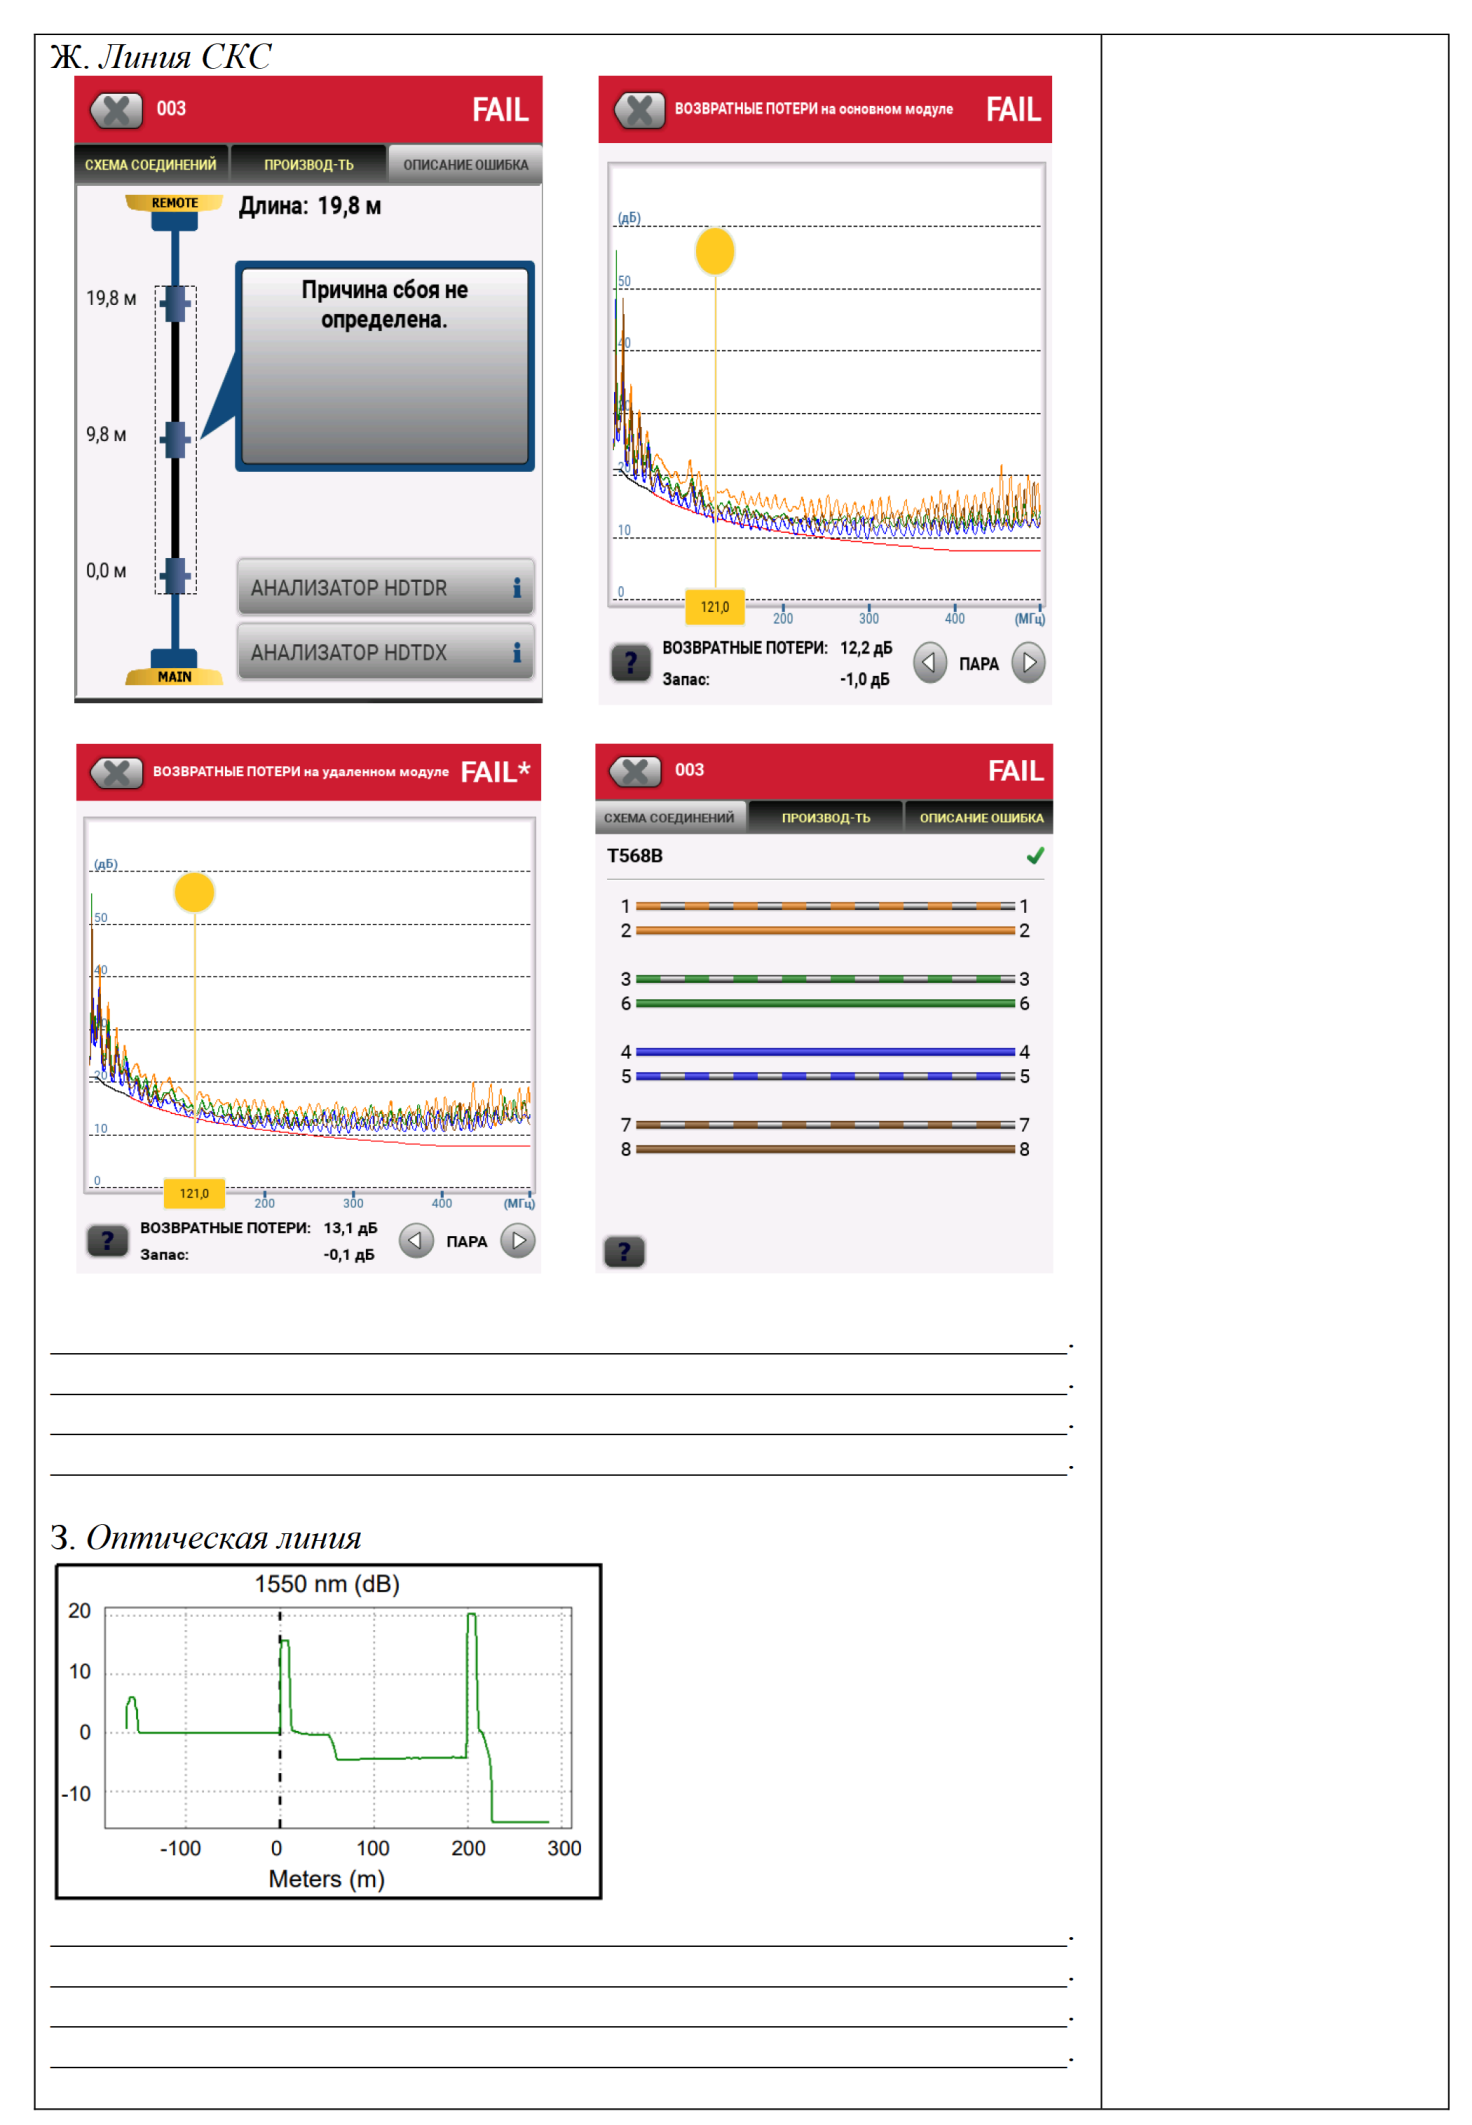 Ж. Линия СКС
003 FAIL
СХЕМА СОЕДИНЕНИЙ ПРОИЗВОД-ТЬ ОПИСАНИЕ ОШИБКА
REMOTE
Длина: 19,8 м
19,8 м
Причина сбоя не
определена.
9,8 м
0,0 м
АНАЛИЗАТОР HDTDR i
АНАЛИЗАТОР HDTDX i
MAIN
ВОЗВРАТНЫЕ ПОТЕРИ на основном модуле FAIL
(дБ)
50
40
20
10
0
121,0
200 300 400 (МГц)
? ВОЗВРАТНЫЕ ПОТЕРИ: 12,2 дБ
Запас: -1,0 дБ
ПАРА
ВОЗВРАТНЫЕ ПОТЕРИ на удаленном модуле FAIL*
(дБ)
50
40
20
10
0
121,0
200 300 400 (МГц)
? ВОЗВРАТНЫЕ ПОТЕРИ: 13,1 дБ
Запас: -0,1 дБ
ПАРА
003 FAIL
СХЕМА СОЕДИНЕНИЙ ПРОИЗВОД-ТЬ ОПИСАНИЕ ОШИБКА
T568B
1 1
2 2
3 3
6 6
4 4
5 5
7 7
8 8
?
З. Оптическая линия
1550 nm (dB)
20
10
0
-10
-100 0 100 200 300
Meters (m)